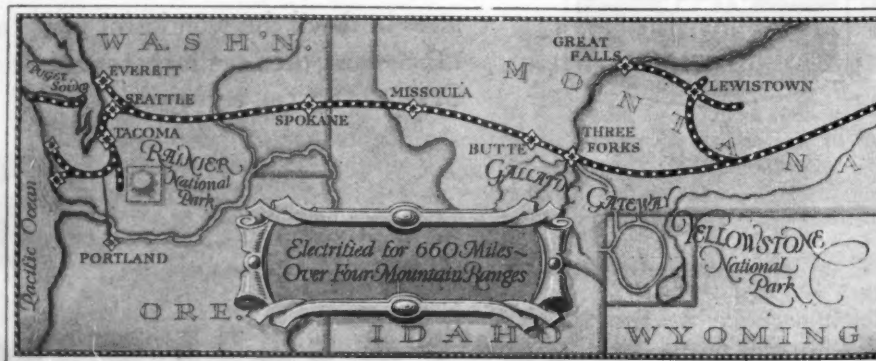 WASH'N.
PUGET
SOUND
EVERETT
SEATTLE
TACOMA
RAINIER
National
Park
SPOKANE
MISSOULA
GREAT
FALLS
LEWISTOWN
MONTANA
BUTTE
THREE
FORKS
GALLATIN
GATEWAY
YELLOWSTONE
National
Park
Pacific Ocean
PORTLAND
Electrified for 660 Miles~
Over Four Mountain Ranges
ORE.
IDAHO
WYOMING